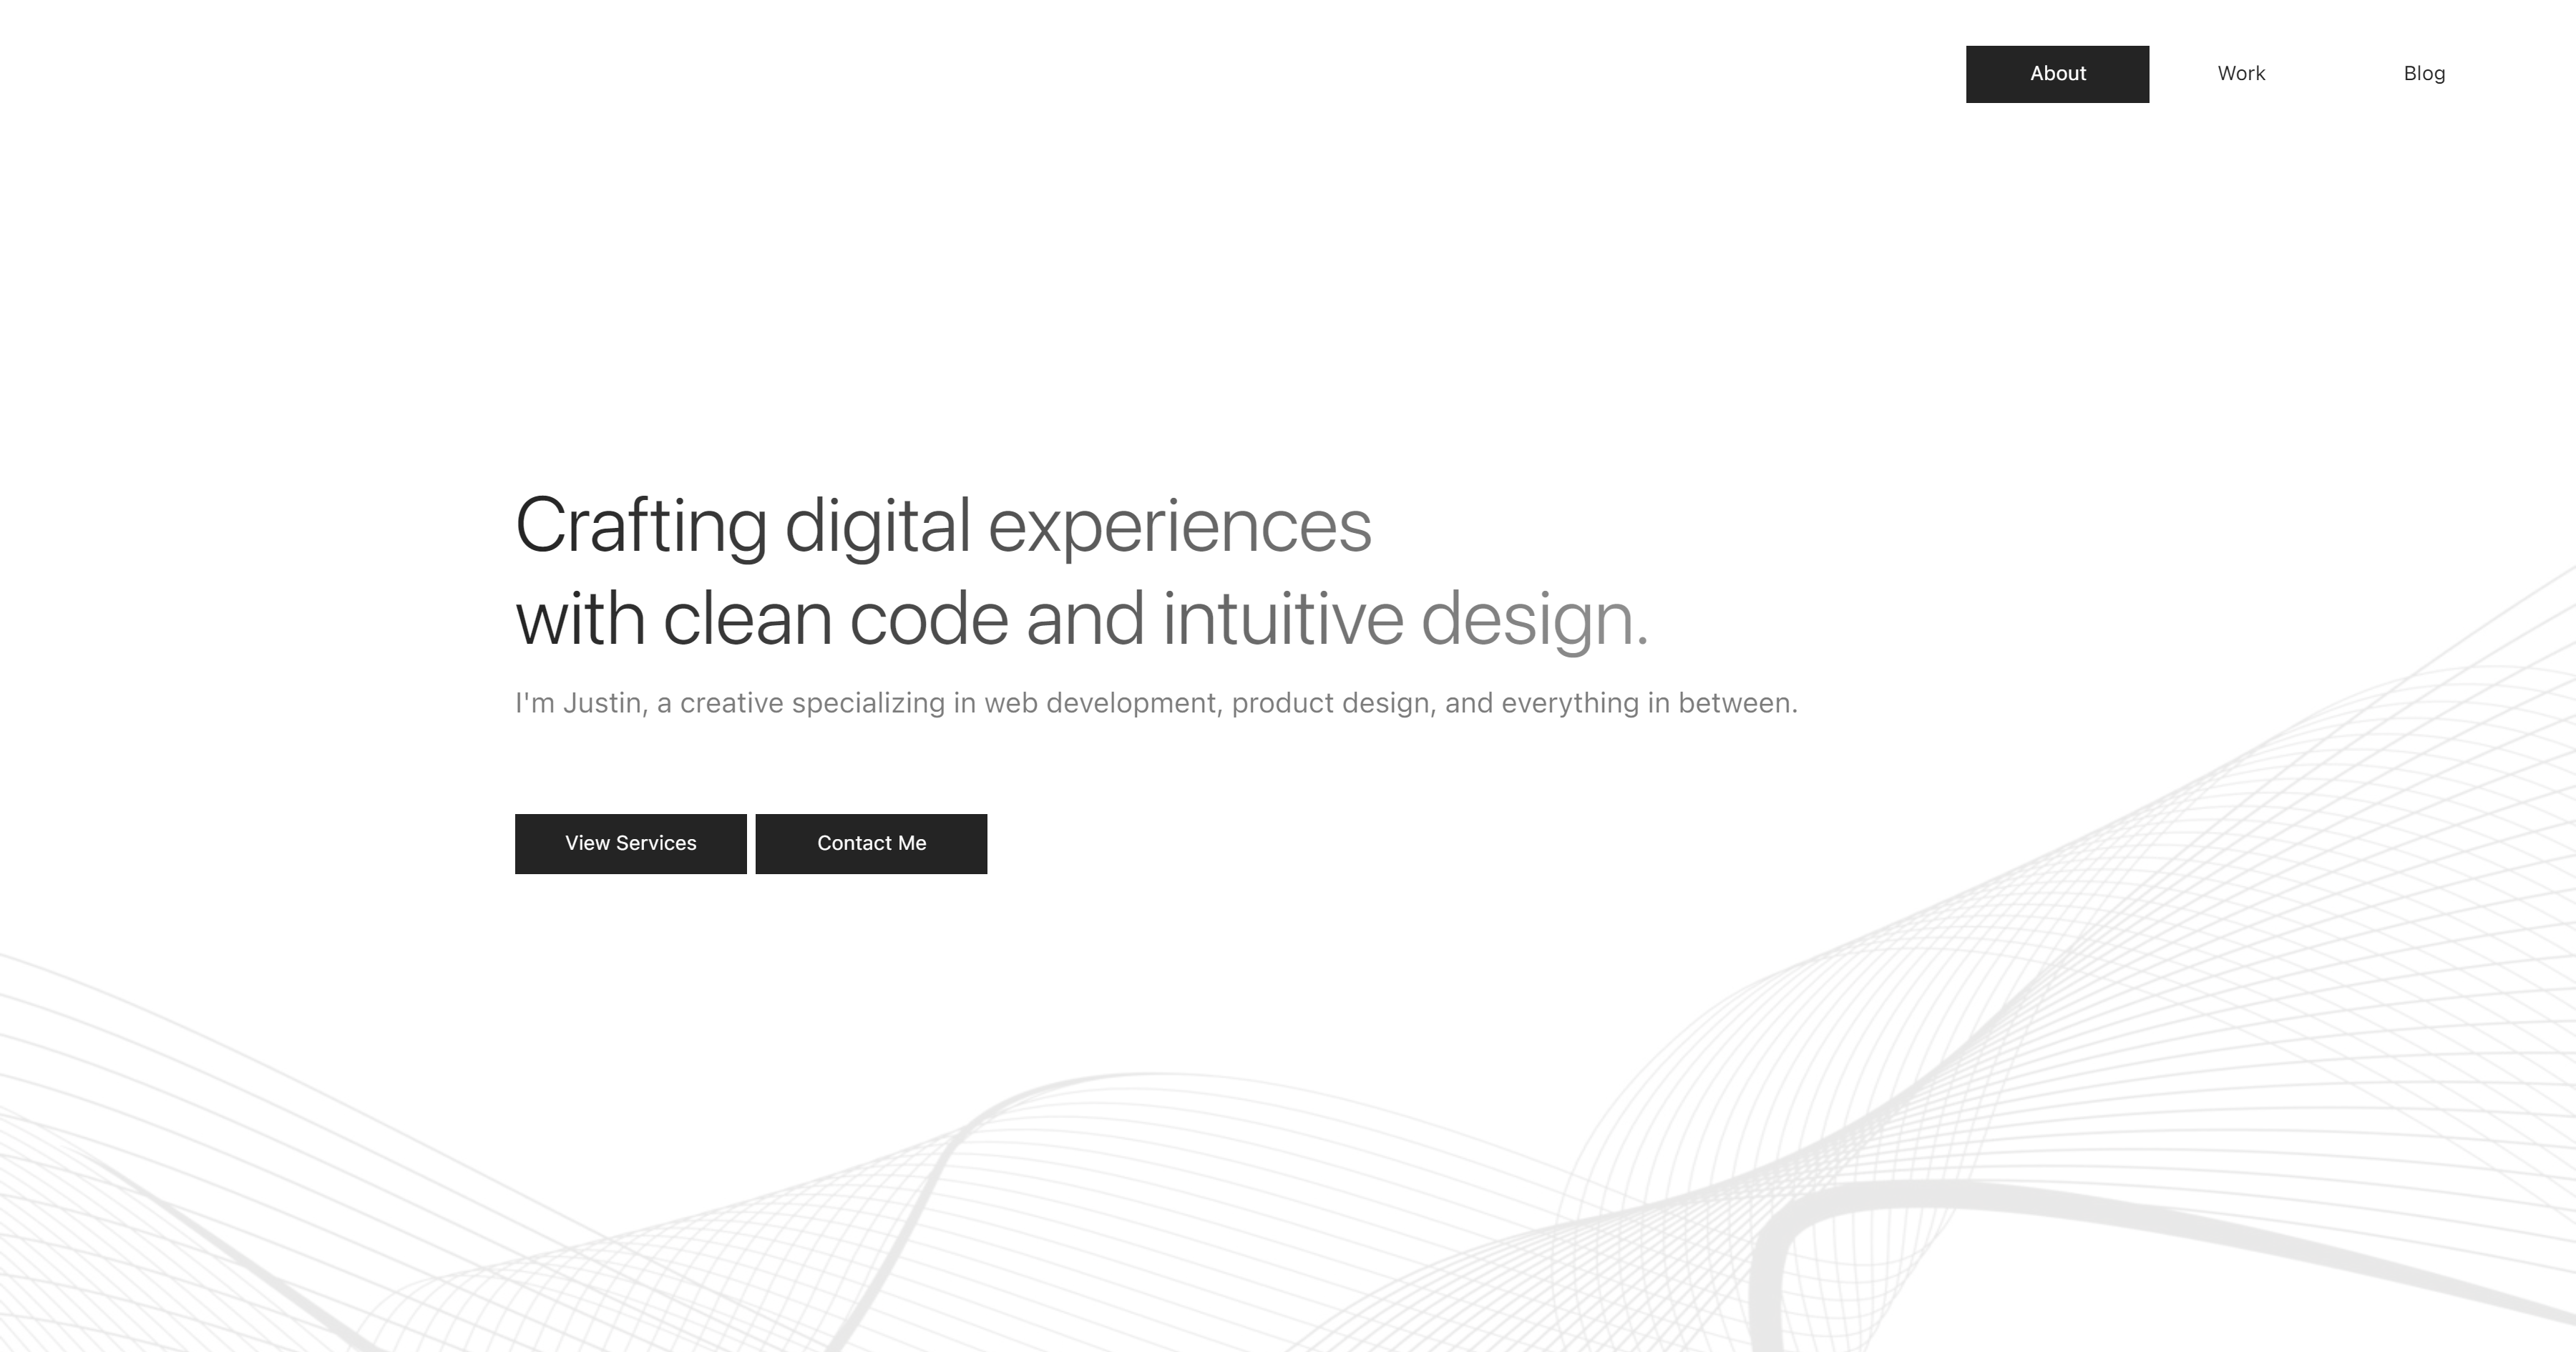 About
Work
Blog
Crafting digital experiences
with clean code and intuitive design.
I'm Justin, a creative specializing in web development, product design, and everything in between.
View Services
Contact Me